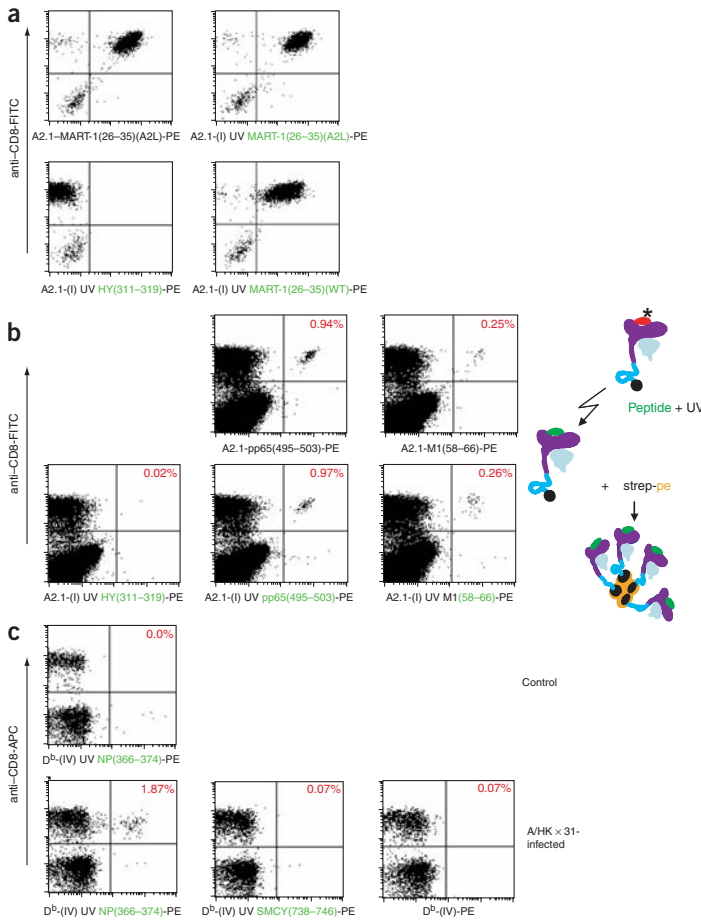 a
anti–CD8-FITC
A2.1–MART-1(26–35)(A2L)-PE
A2.1-(I) UV MART-1(26–35)(A2L)-PE
A2.1-(I) UV HY(311–319)-PE
A2.1-(I) UV MART-1(26–35)(WT)-PE
b
anti–CD8-FITC
0.94%
A2.1-pp65(495–503)-PE
0.25%
A2.1-M1(58–66)-PE
0.02%
A2.1-(I) UV HY(311–319)-PE
0.97%
A2.1-(I) UV pp65(495–503)-PE
0.26%
A2.1-(I) UV M1(58–66)-PE
*
Peptide + UV
+ strep-pe
c
anti–CD8-APC
0.0%
Dᵇ-(IV) UV NP(366–374)-PE
Control
1.87%
Dᵇ-(IV) UV NP(366–374)-PE
0.07%
Dᵇ-(IV) UV SMCY(738–746)-PE
0.07%
Dᵇ-(IV)-PE
A/HK × 31-
infected